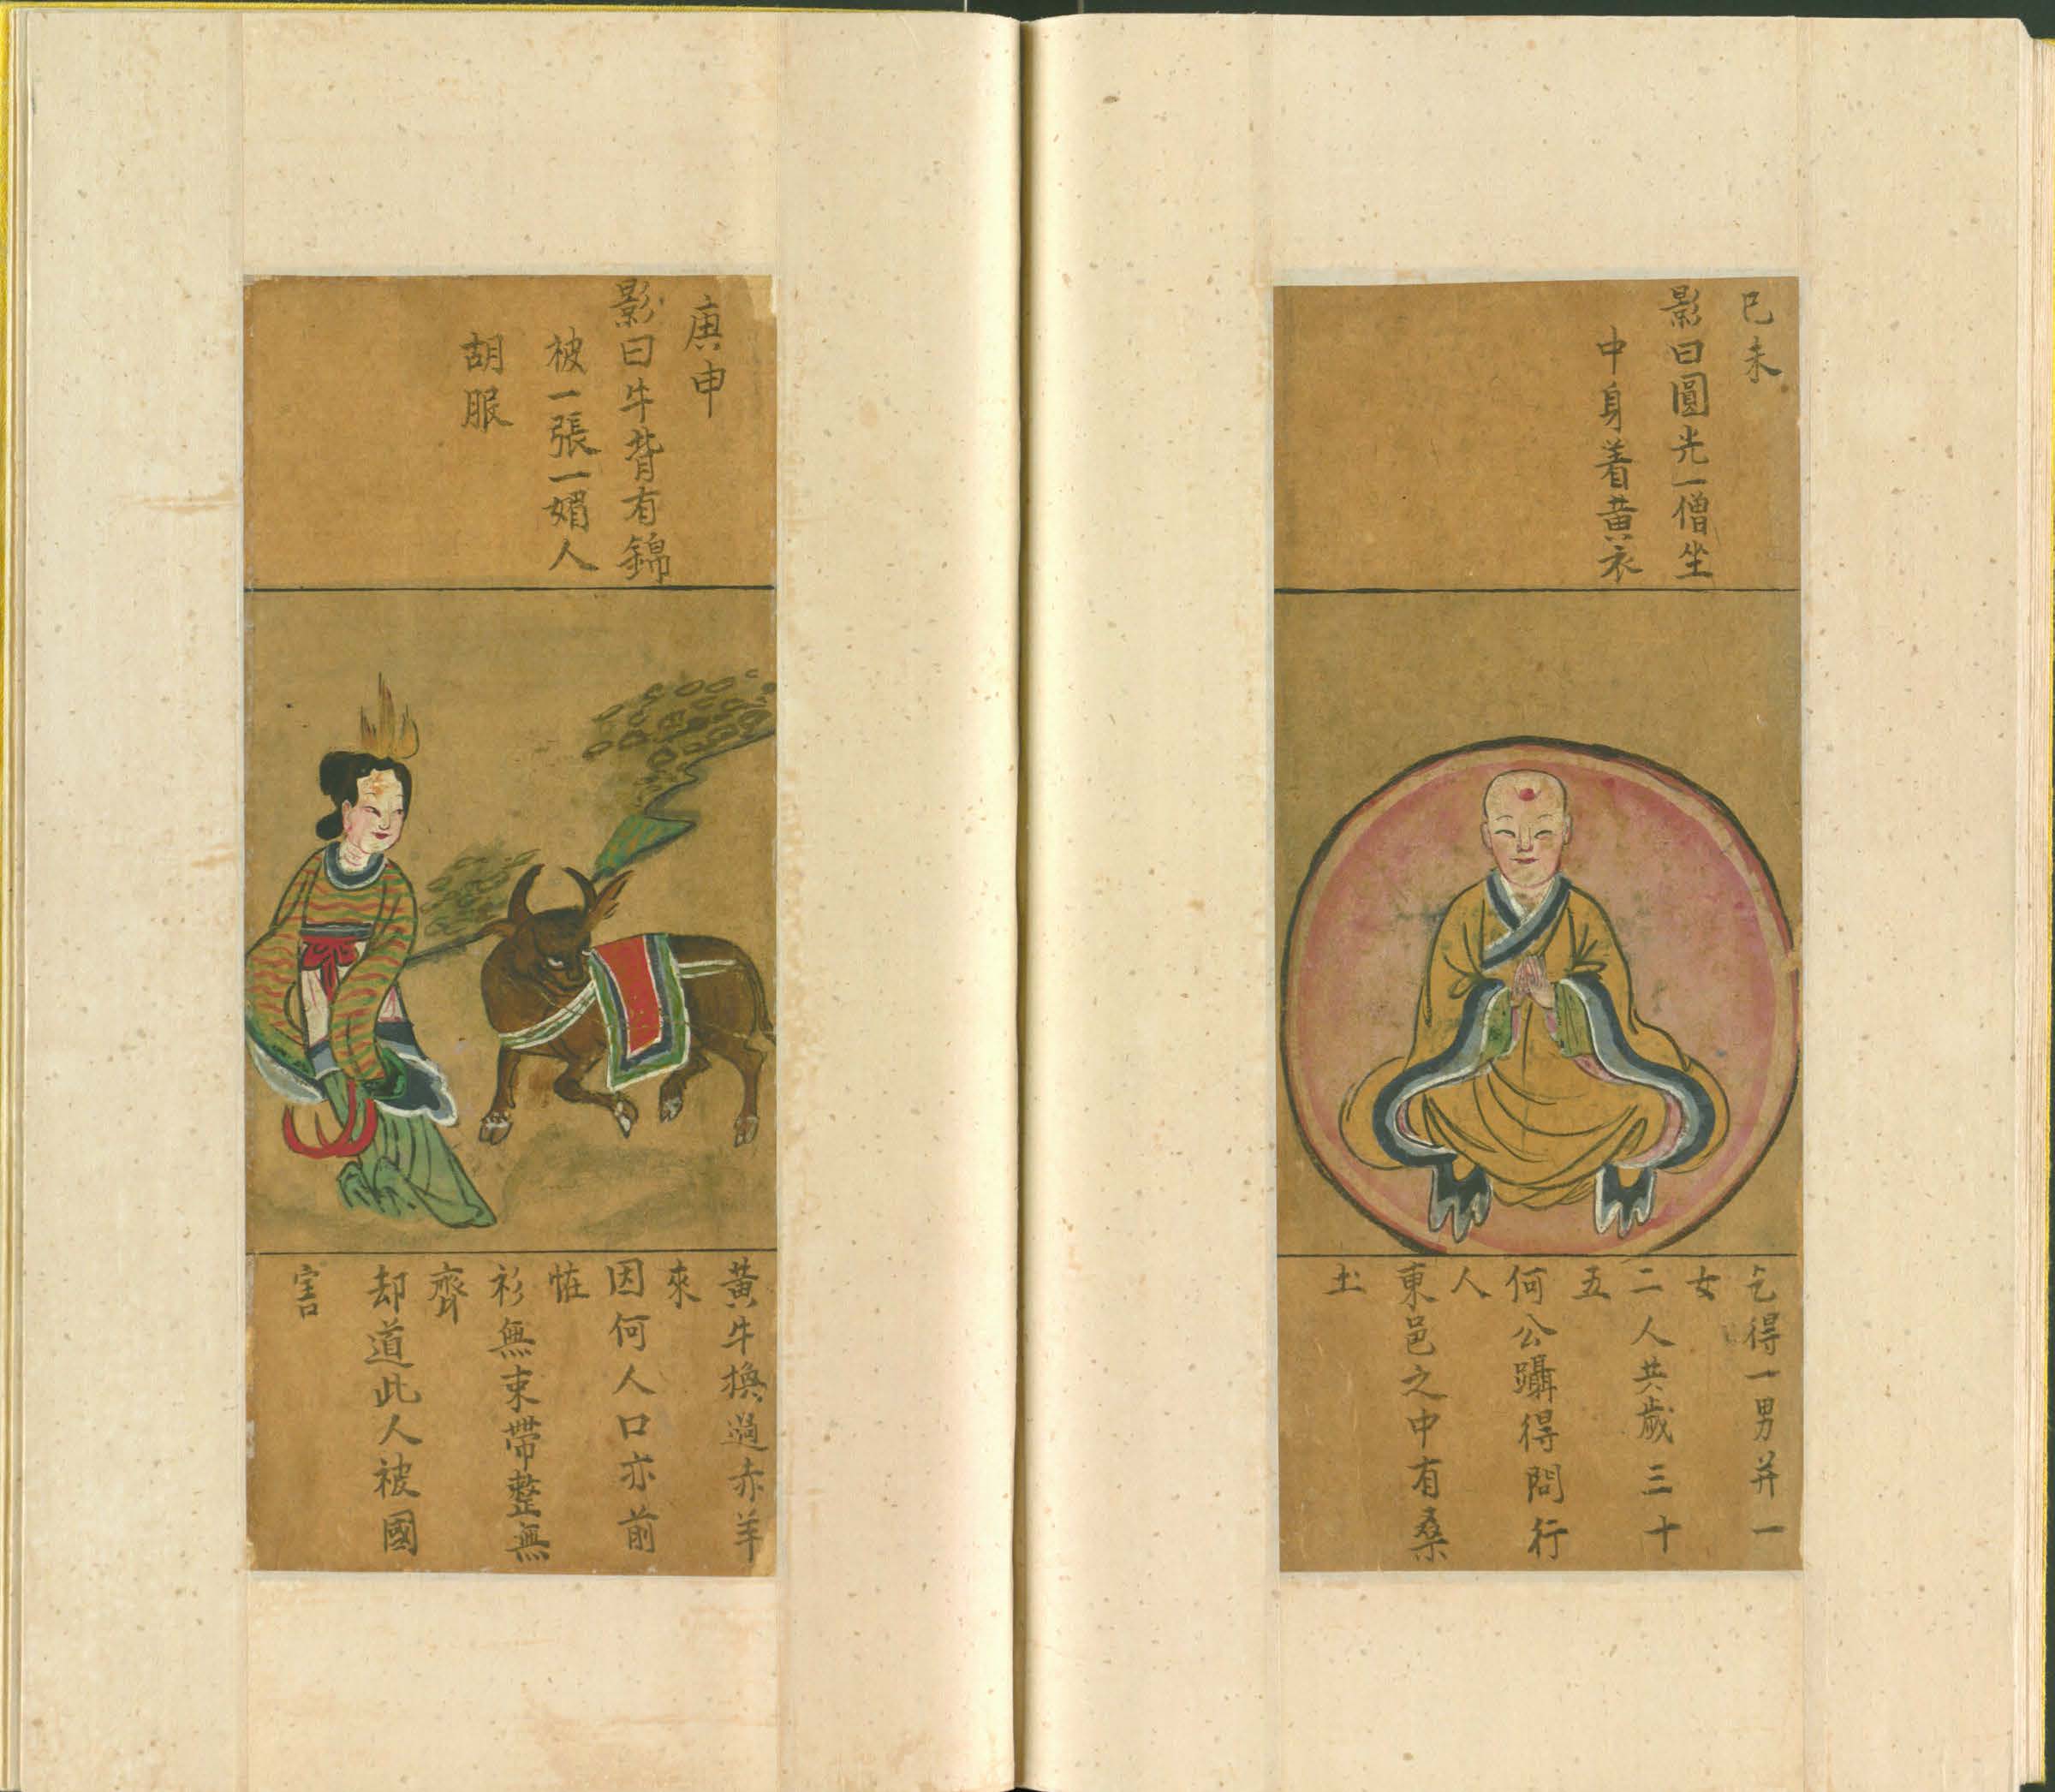 己未
影曰圓光一僧坐
中身着黄衣
乞得一男并一
女
二人共歲三十
五
何公躡得問行
人
東邑之中有桑
土
庚申
影曰牛背有錦
被一張一媚人
胡服
黃牛換過赤羊
來
因何人口亦前
恠
衫無束帶整無
齊
却道此人被國
害